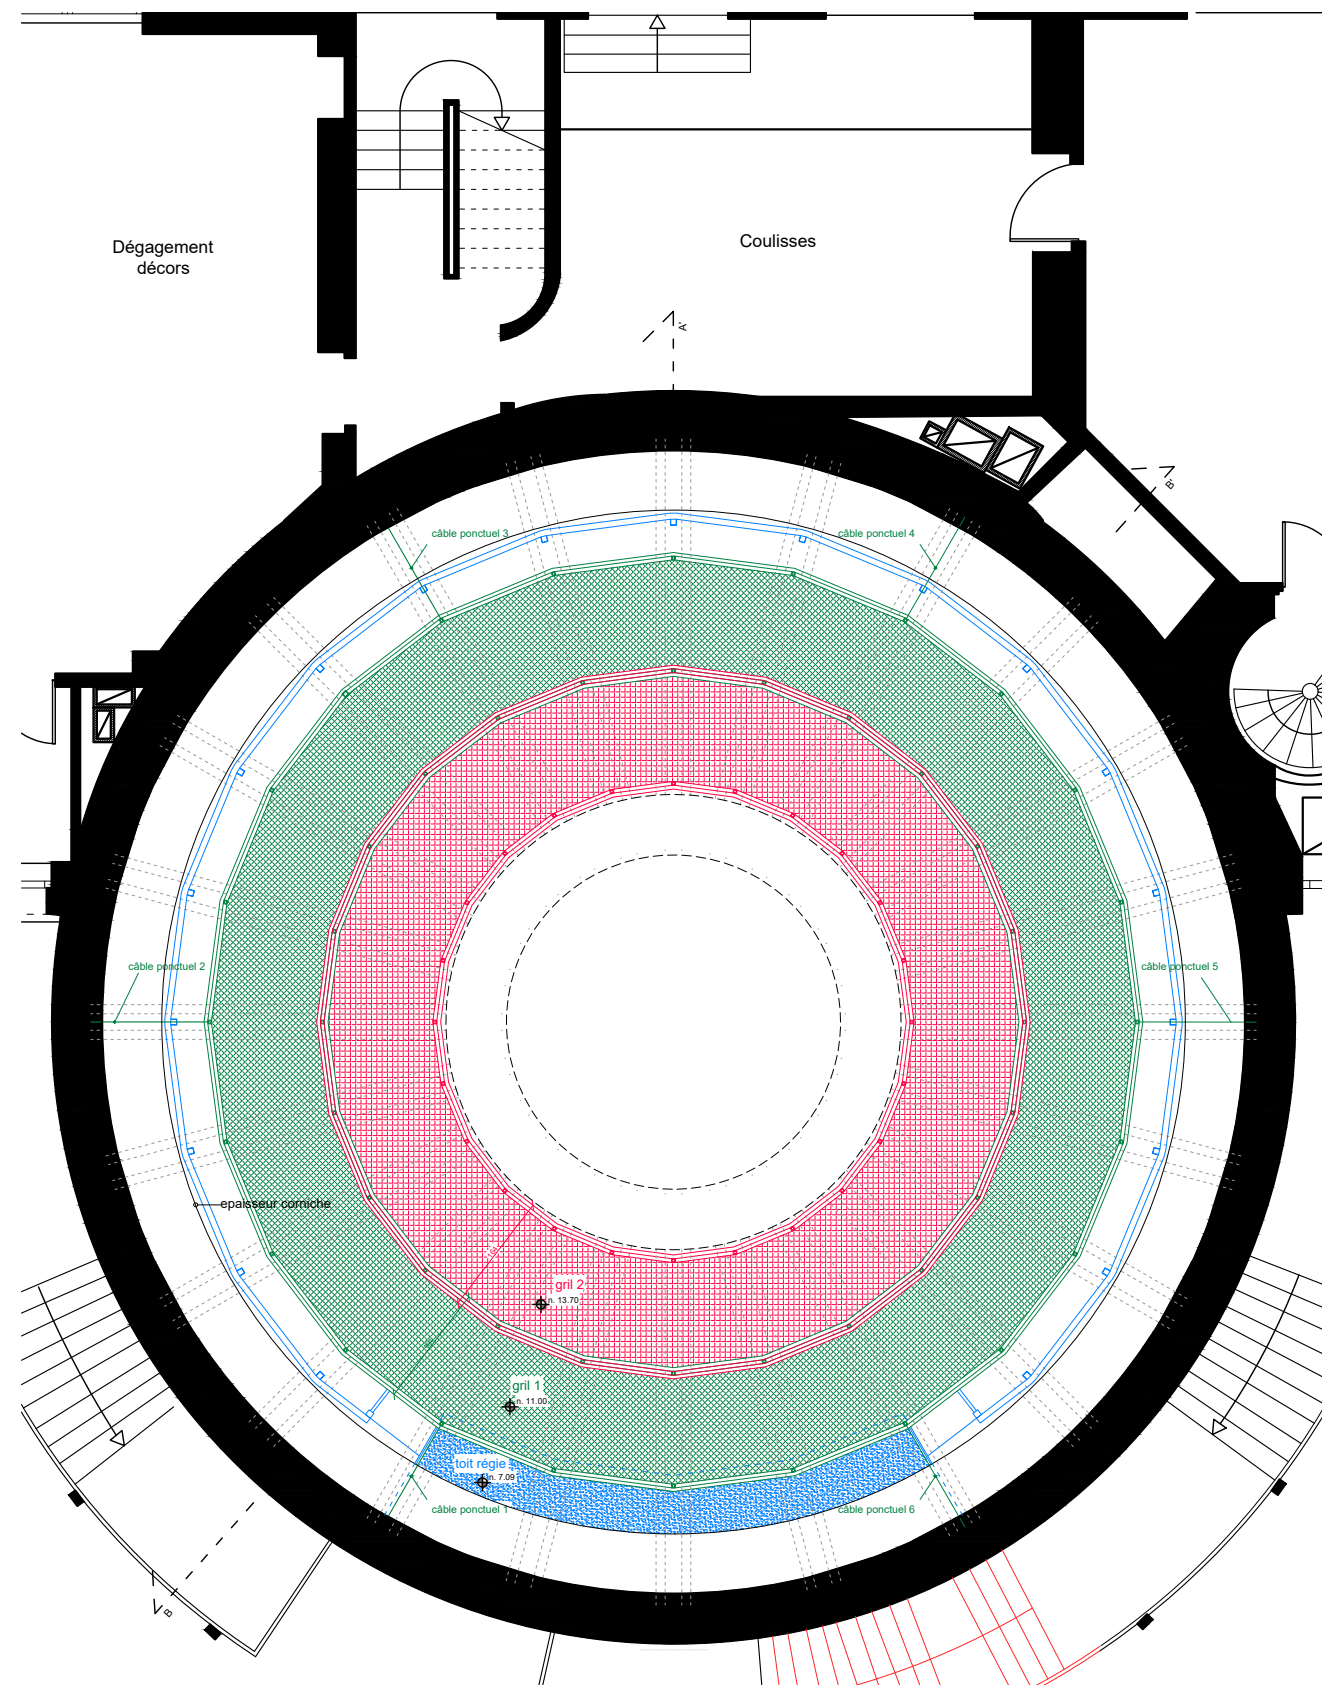 Dégagement
décors
Coulisses
A'
B'
câble ponctuel 3
câble ponctuel 4
câble ponctuel 2
câble ponctuel 5
epaisseur corniche
gril 2
n. 13.70
gril 1
n. 11.00
toit régie
n. 7.09
câble ponctuel 1
câble ponctuel 6
B